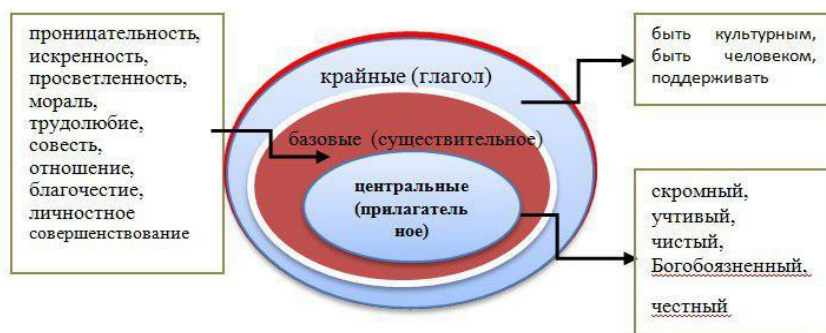 проницательность,
искренность,
просветленность,
мораль,
трудолюбие,
совесть,
отношение,
благочестие,
личностное
совершенствование
крайные (глагол)
базовые (существительное)
центральные
(прилагатель
ное)
быть культурным,
быть человеком,
поддерживать
скромный,
учтивый,
чистый,
Богобоязненный,
честный